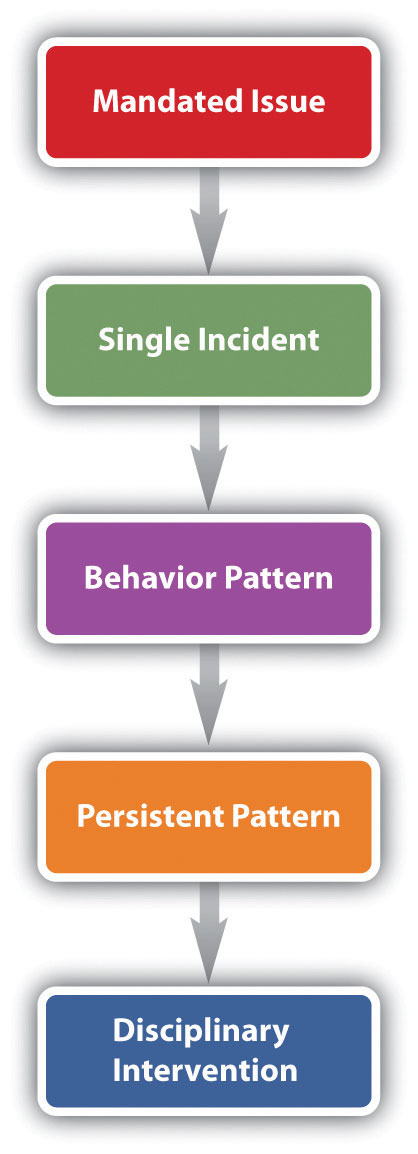 Mandated Issue
Single Incident
Behavior Pattern
Persistent Pattern
Disciplinary
Intervention